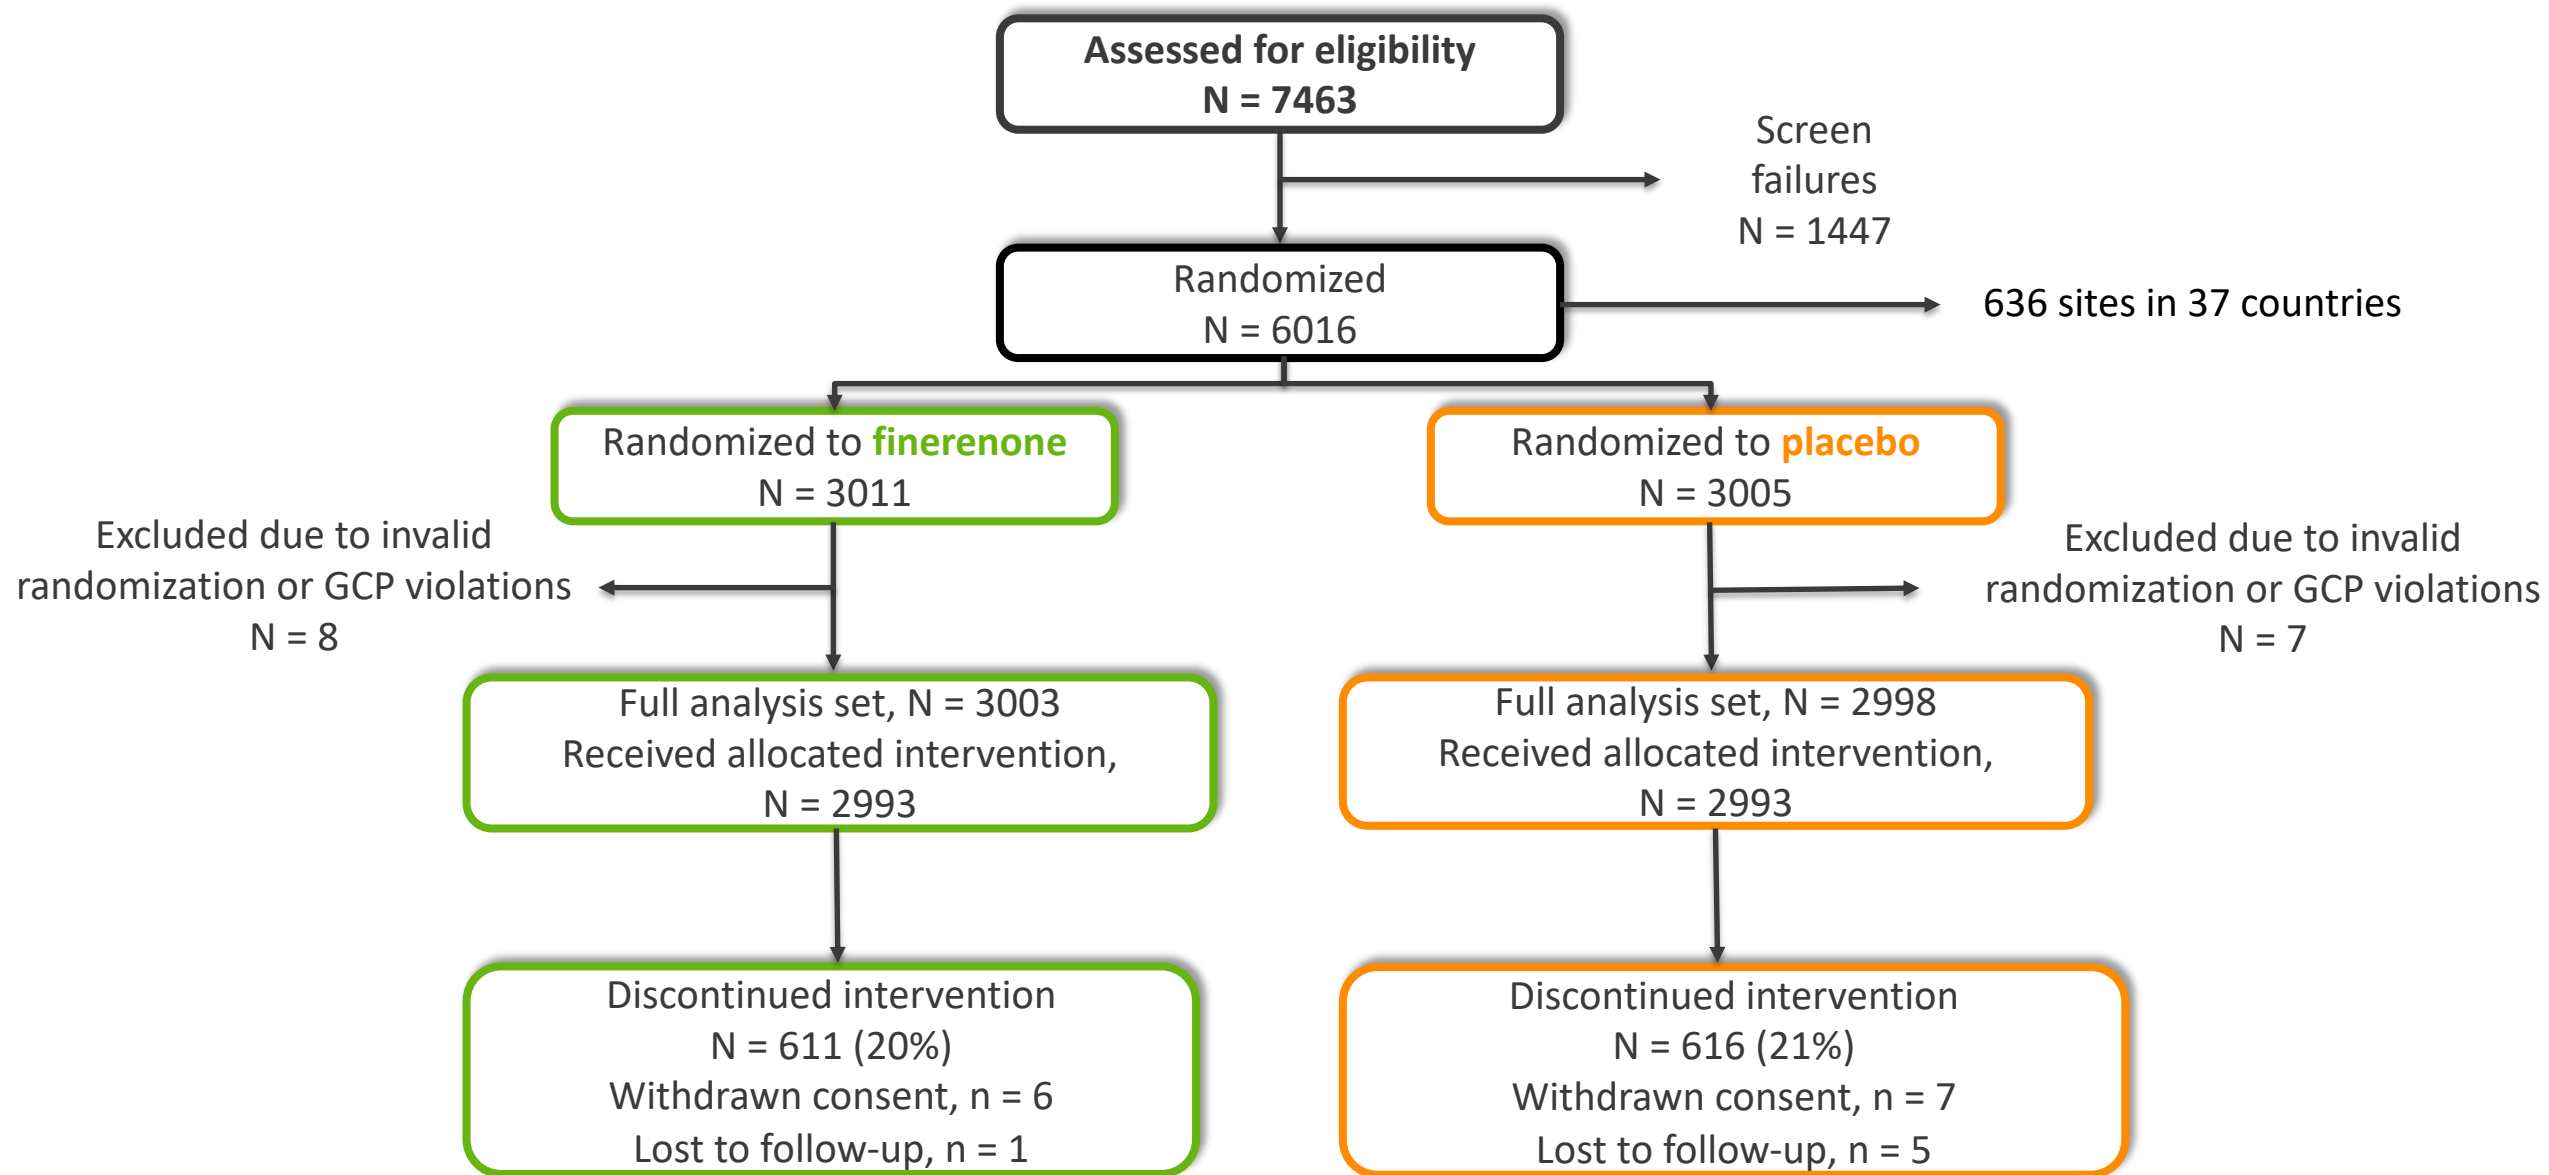 Assessed for eligibility
N = 7463
Screen
failures
N = 1447
Randomized
N = 6016
636 sites in 37 countries
Randomized to finerenone
N = 3011
Randomized to placebo
N = 3005
Excluded due to invalid
randomization or GCP violations
N = 8
Excluded due to invalid
randomization or GCP violations
N = 7
Full analysis set, N = 3003
Received allocated intervention,
N = 2993
Full analysis set, N = 2998
Received allocated intervention,
N = 2993
Discontinued intervention
N = 611 (20%)
Withdrawn consent, n = 6
Lost to follow-up, n = 1
Discontinued intervention
N = 616 (21%)
Withdrawn consent, n = 7
Lost to follow-up, n = 5